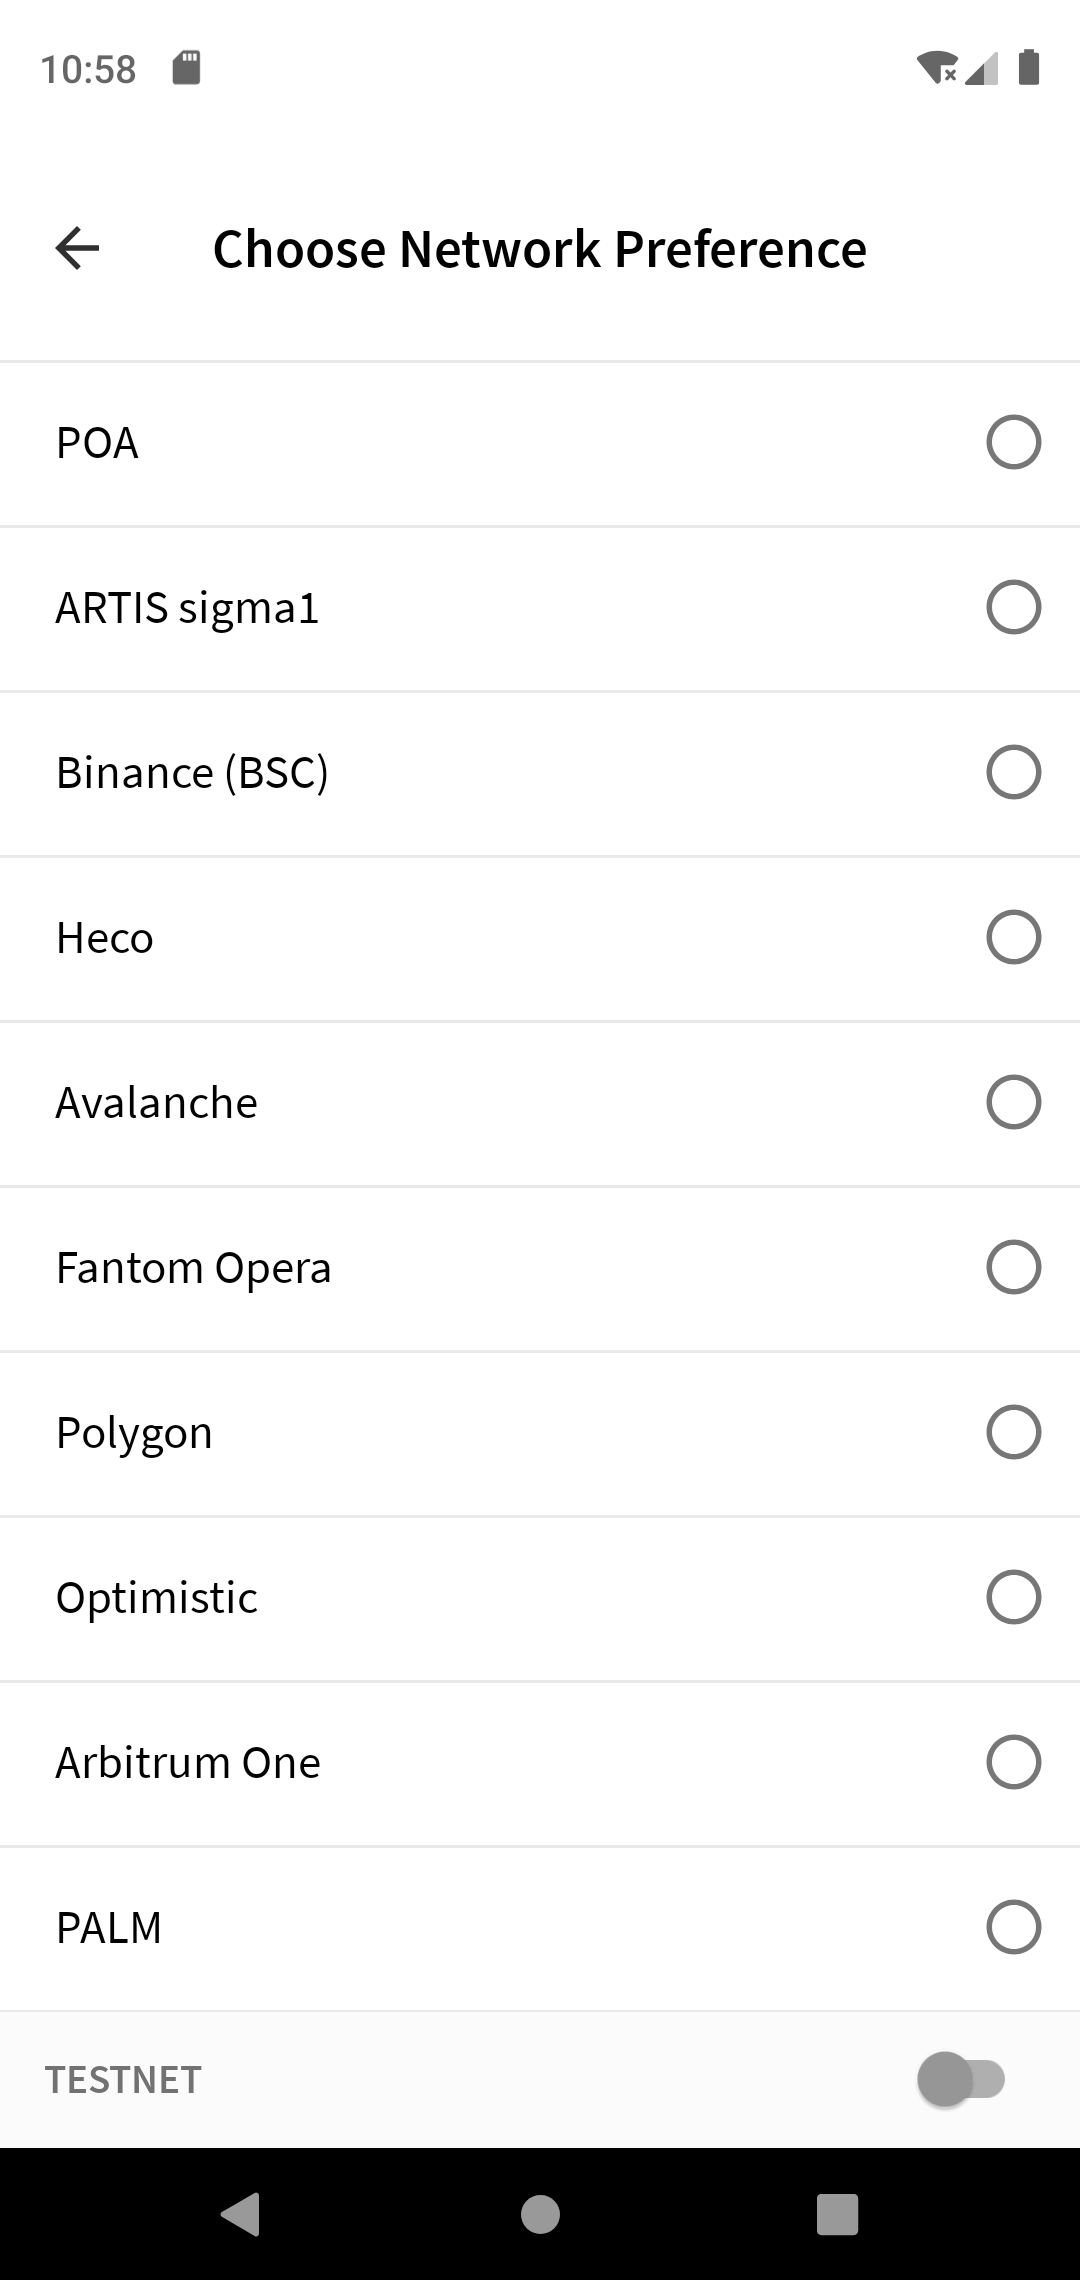 10:58
Choose Network Preference
POA
ARTIS sigma1
Binance (BSC)
Heco
Avalanche
Fantom Opera
Polygon
Optimistic
Arbitrum One
PALM
TESTNET